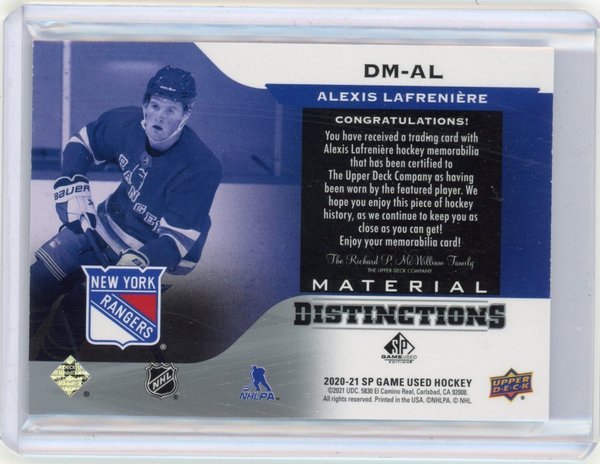 DM-AL
ALEXIS LAFRENIÈRE
CONGRATULATIONS!
You have received a trading card with
Alexis Lafrenière hockey memorabilia
that has been certified to
The Upper Deck Company as having
been worn by the featured player. We
hope you enjoy this piece of hockey
history, as we continue to keep you as
close as you can get!
Enjoy your memorabilia card!
The Richard P. McWilliam Family
THE UPPER DECK COMPANY
MATERIAL
DISTINCTIONS
SP
GAME USED
EDITION
BAUER
RANGERS
NEW YORK
RANGERS
NHL
NHLPA.
2020-21 SP GAME USED HOCKEY
©2021 UDC. 5830 El Camino Real, Carlsbad, CA 92008.
All rights reserved. Printed in the USA. ©NHLPA. © NHL.
UPPER
DECK